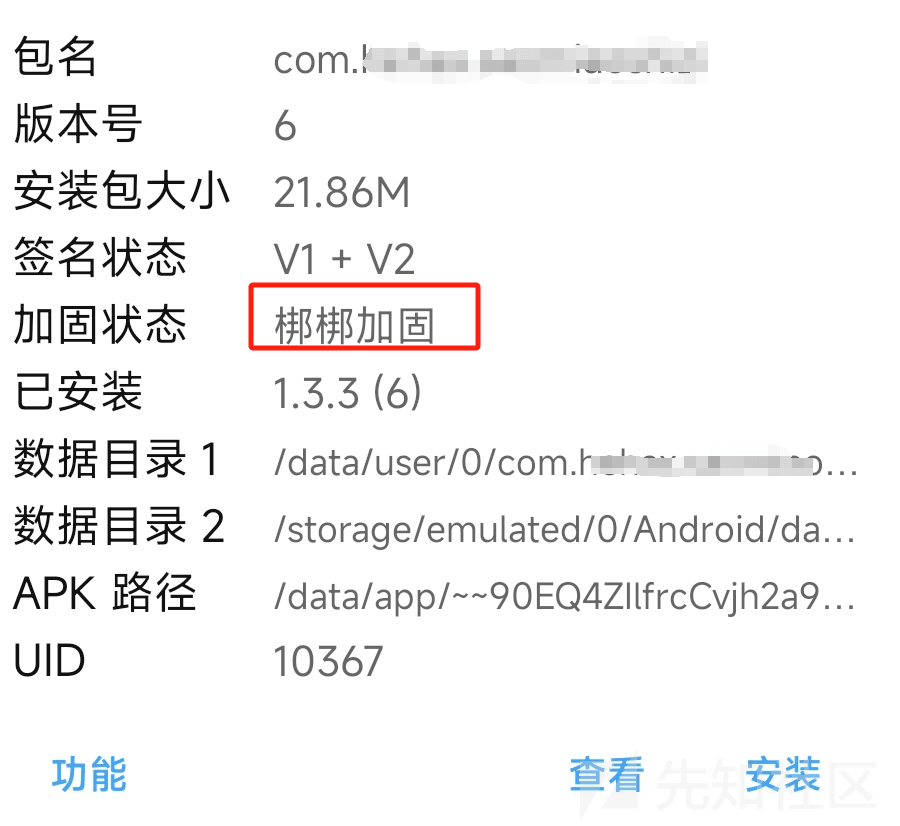 包名 com.
版本号 6
安装包大小 21.86M
签名状态 V1 + V2
加固状态 梆梆加固
已安装 1.3.3 (6)
数据目录 1 /data/user/0/com.h
数据目录 2 /storage/emulated/0/Android/da...
APK 路径 /data/app/~~90EQ4ZIlfrcCvjh2a9...
UID 10367
功能 查看 安装
先知社区